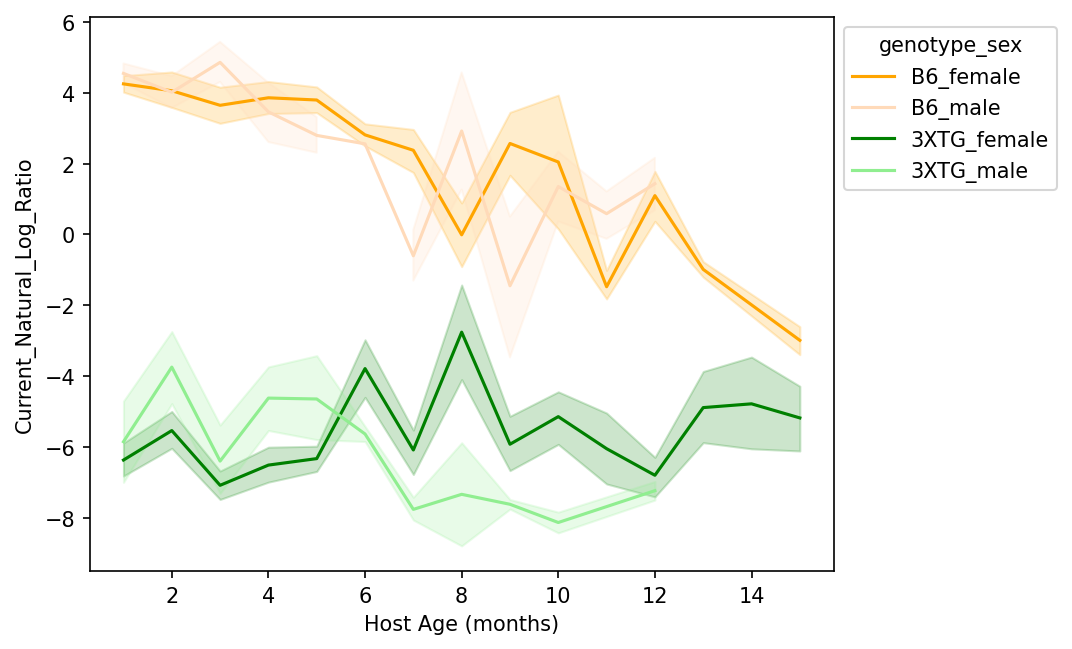 genotype_sex
B6_female
B6_male
3XTG_female
3XTG_male
Current_Natural_Log_Ratio
6
4
2
0
−2
−4
−6
−8
2 4 6 8 10 12 14
Host Age (months)